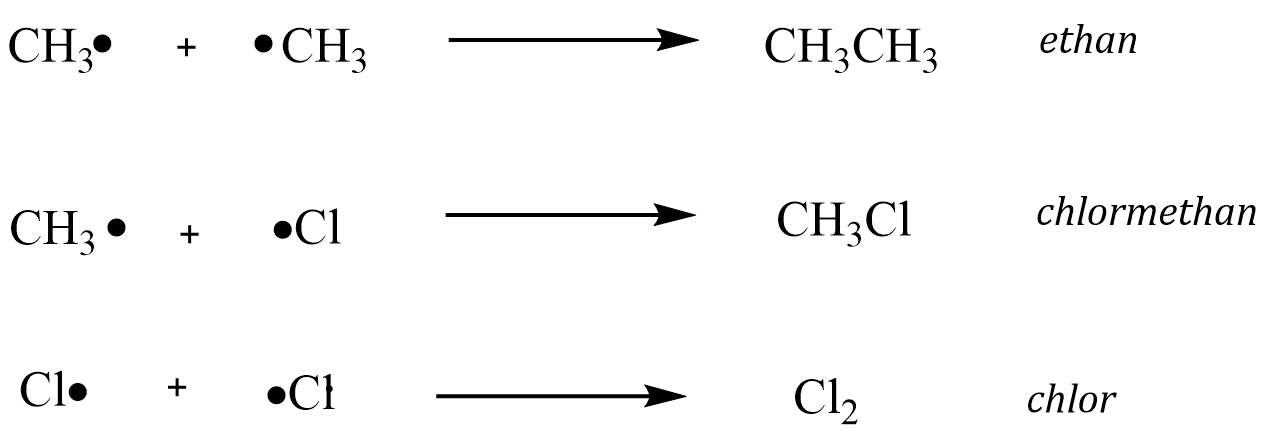 CH₃• + •CH₃ ⟶ CH₃CH₃ ethan
CH₃• + •Cl ⟶ CH₃Cl chlormethan
Cl• + •Cl ⟶ Cl₂ chlor